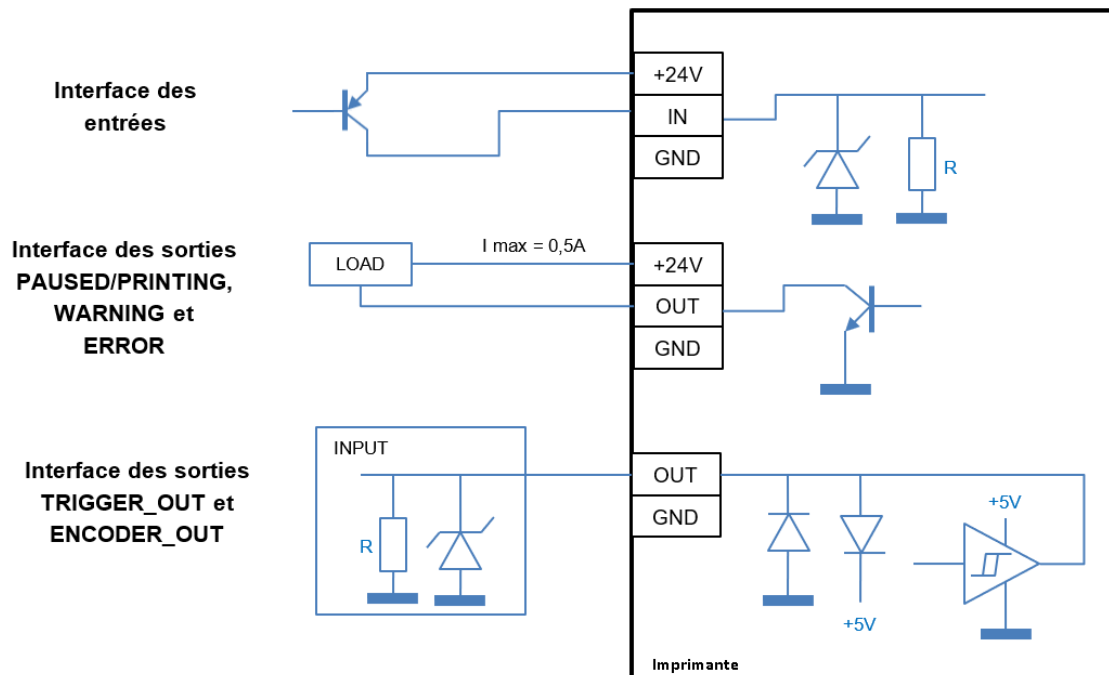 Interface des
entrées
+24V
IN
GND
R
Interface des sorties
PAUSED/PRINTING,
WARNING et
ERROR
LOAD
I max = 0,5A
+24V
OUT
GND
Interface des sorties
TRIGGER_OUT et
ENCODER_OUT
INPUT
R
OUT
GND
+5V
+5V
Imprimante